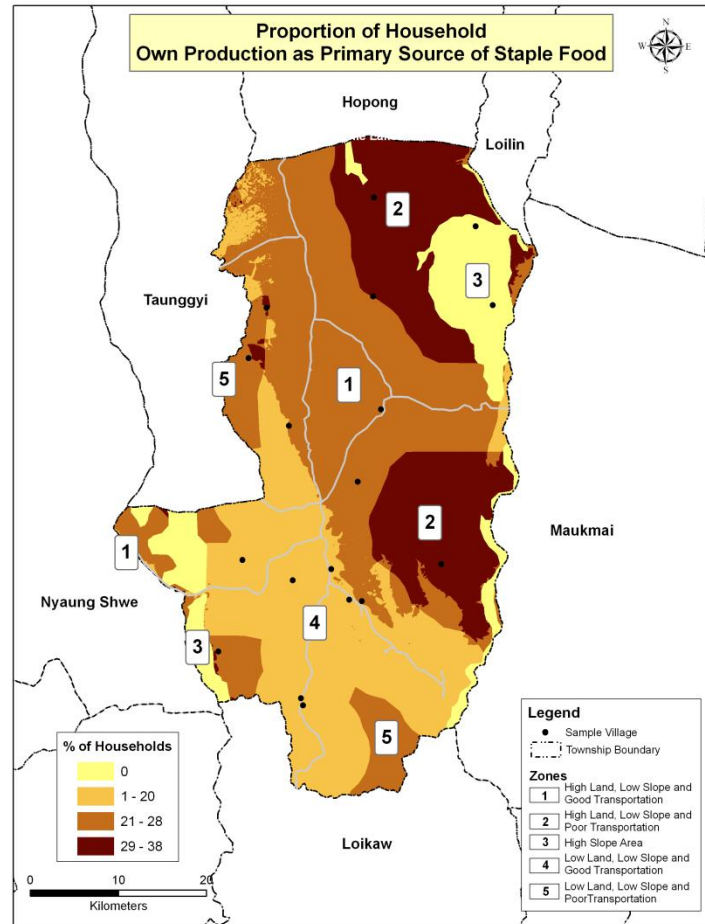 Proportion of Household
Own Production as Primary Source of Staple Food
N
W E
S
Hopong
Loilin
2
3
Taunggyi
5
1
2
Maukmai
1
Nyaung Shwe
4
3
5
Loikaw
% of Households
0
1 - 20
21 - 28
29 - 38
0 10 20
Kilometers
Legend
Sample Village
Township Boundary
Zones
1 High Land, Low Slope and
Good Transportation
2 High Land, Low Slope and
Poor Transportation
3 High Slope Area
4 Low Land, Low Slope and
Good Transportation
5 Low Land, Low Slope and
PoorTransportation